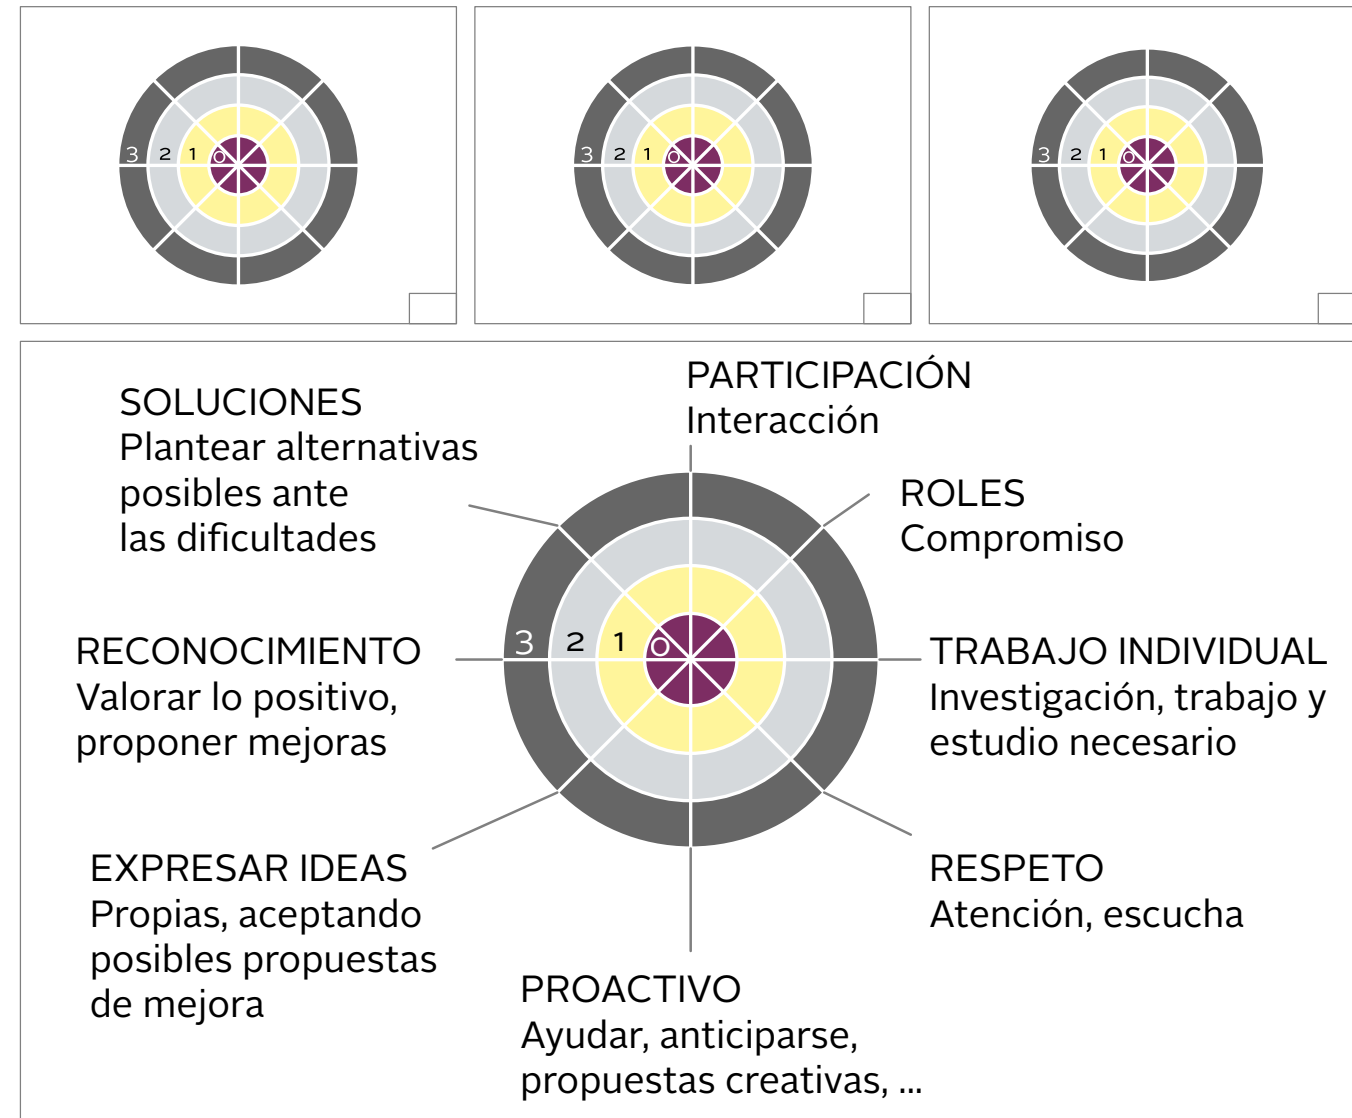 3 2 1 0
3 2 1 0
3 2 1 0
PARTICIPACIÓN
Interacción
SOLUCIONES
Plantear alternativas
posibles ante
las dificultades
ROLES
Compromiso
3 2 1 0
RECONOCIMIENTO
Valorar lo positivo,
proponer mejoras
TRABAJO INDIVIDUAL
Investigación, trabajo y
estudio necesario
EXPRESAR IDEAS
Propias, aceptando
posibles propuestas
de mejora
RESPETO
Atención, escucha
PROACTIVO
Ayudar, anticiparse,
propuestas creativas, ...